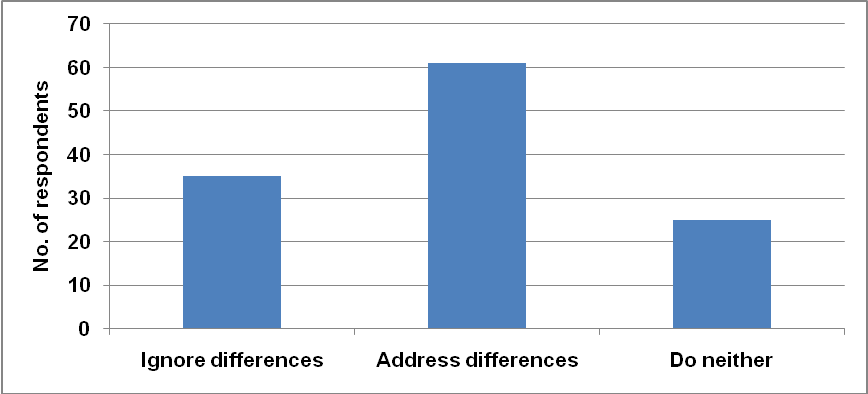 70
60
50
40
30
20
10
0
No. of respondents
Ignore differences
Address differences
Do neither